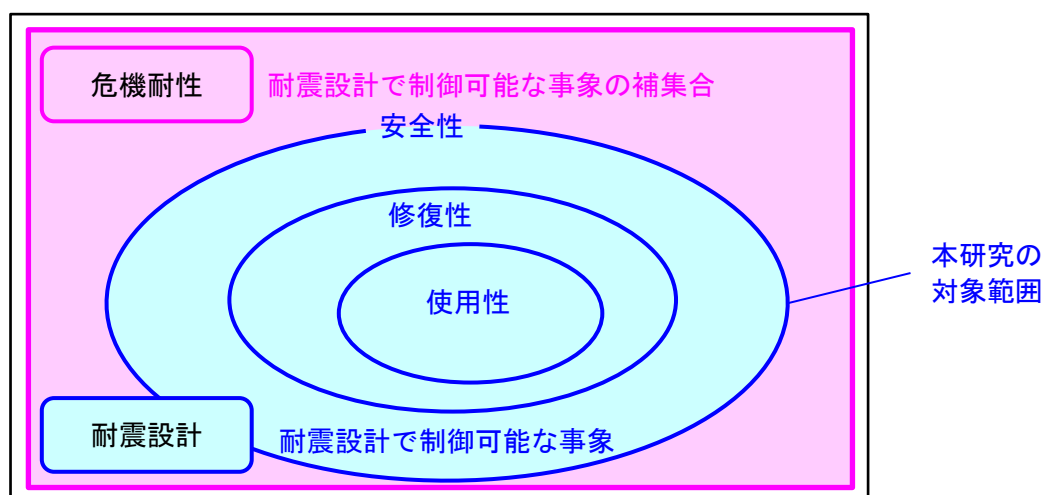 危機耐性
耐震設計で制御可能な事象の補集合
安全性
修復性
使用性
本研究の
対象範囲
耐震設計
耐震設計で制御可能な事象